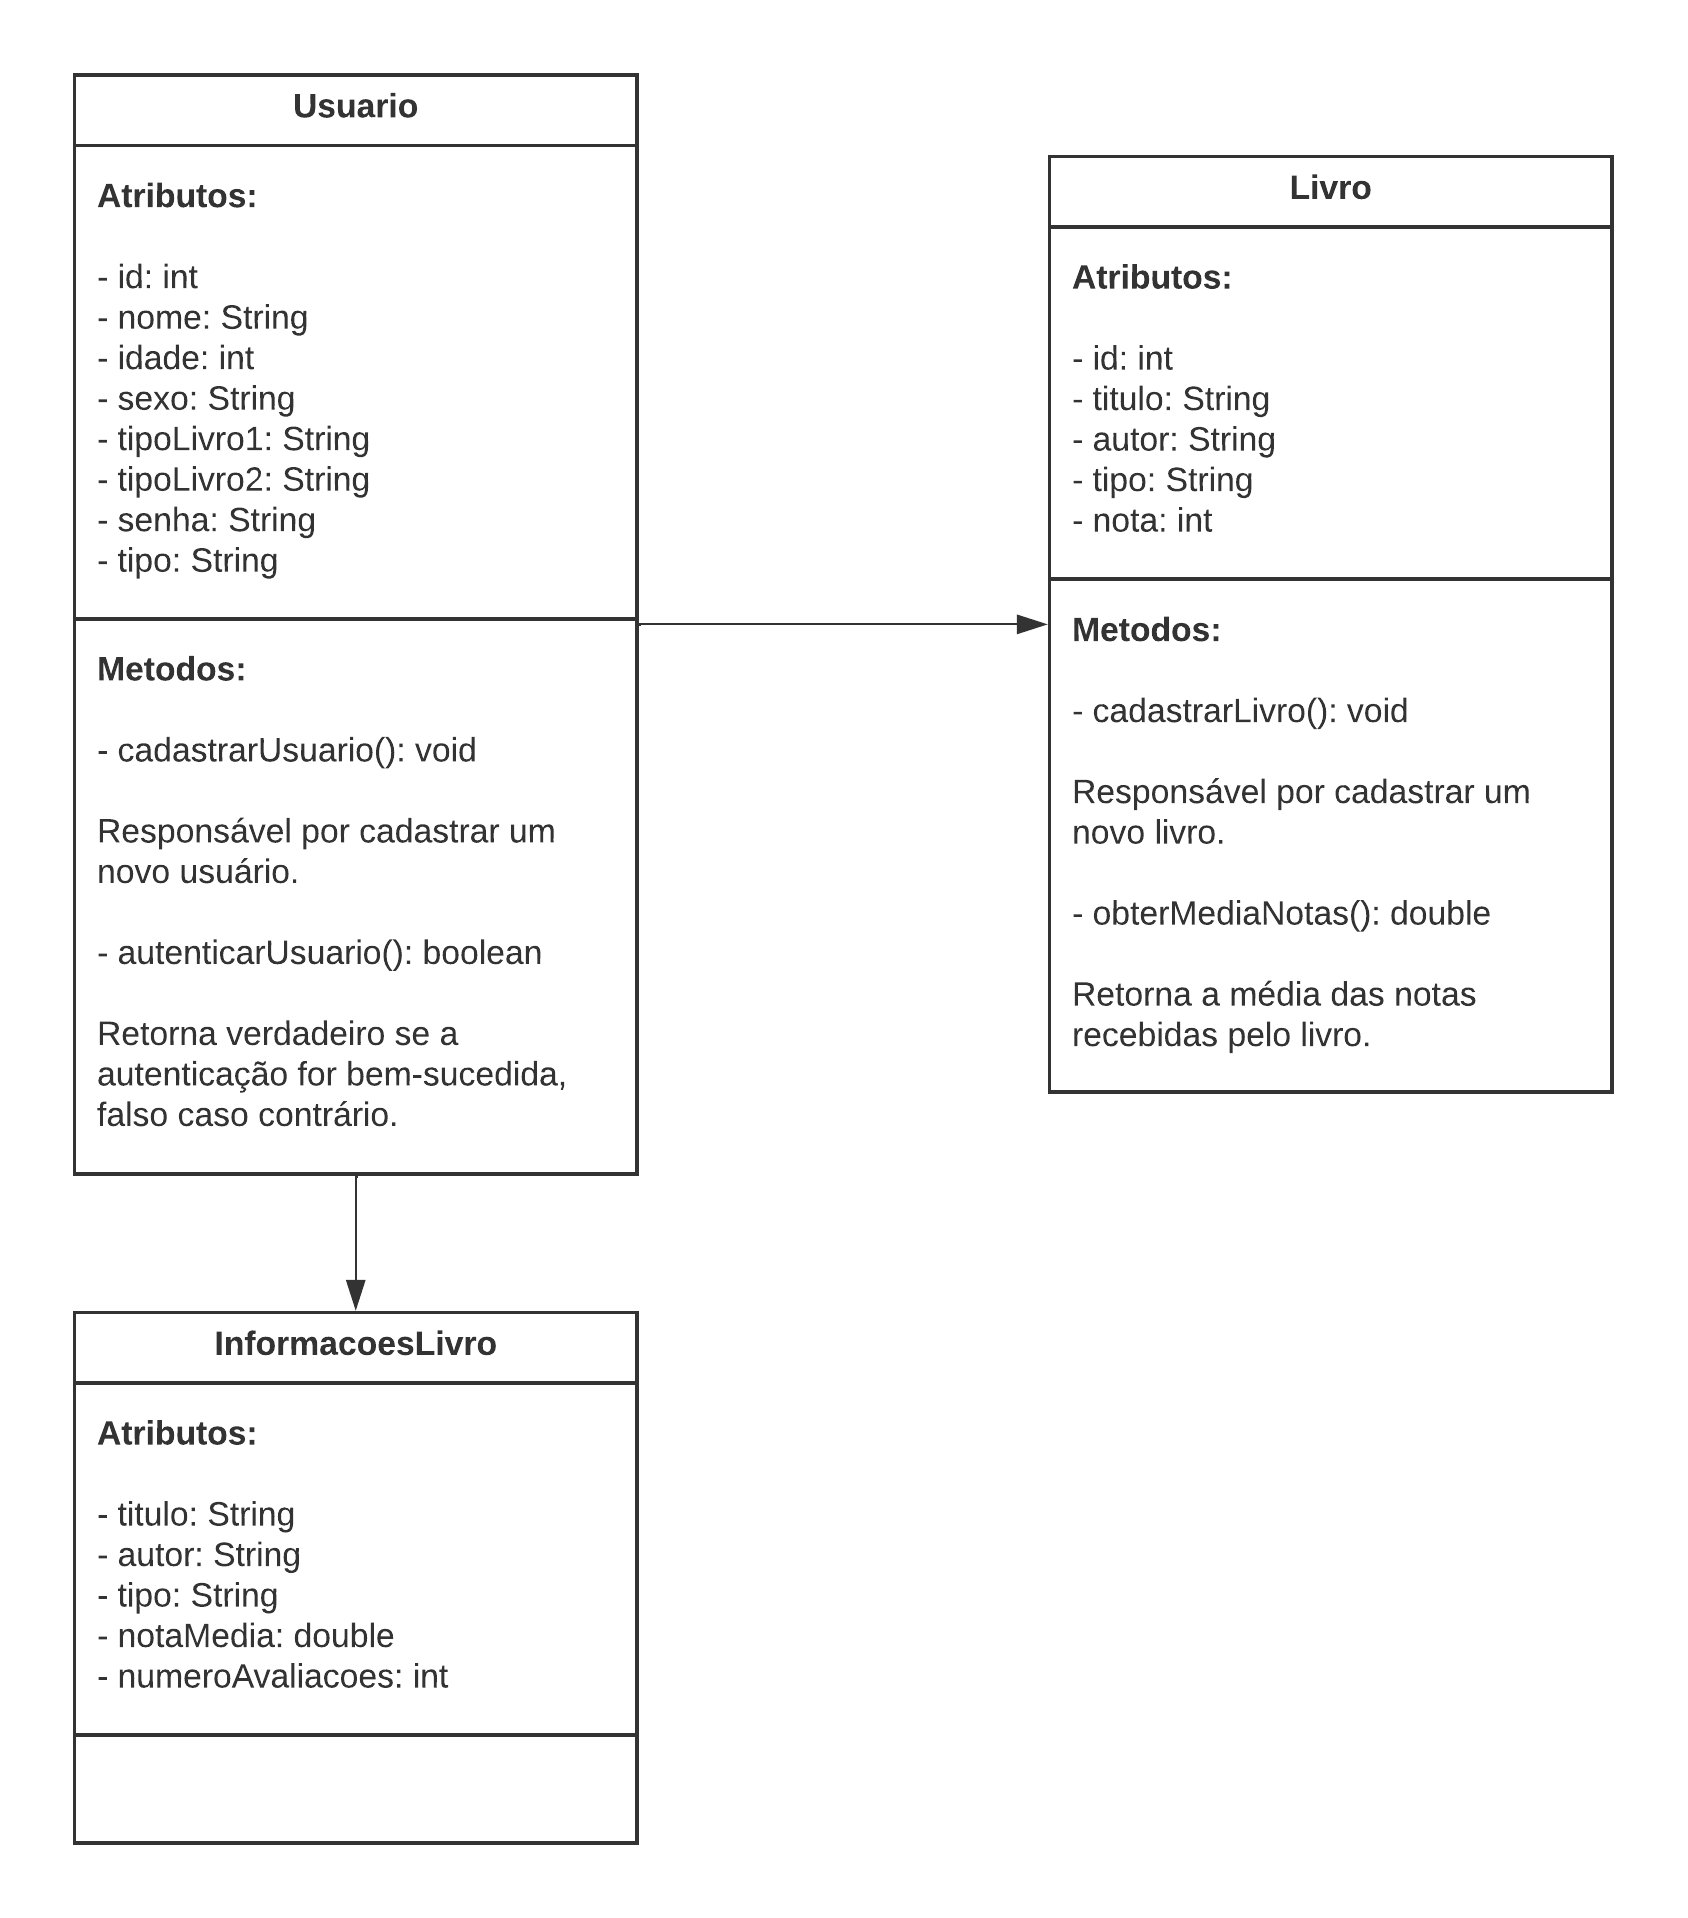 Usuario
Atributos:
- id: int
- nome: String
- idade: int
- sexo: String
- tipoLivro1: String
- tipoLivro2: String
- senha: String
- tipo: String
Metodos:
- cadastrarUsuario(): void
Responsável por cadastrar um
novo usuário.
- autenticarUsuario(): boolean
Retorna verdadeiro se a
autenticação for bem-sucedida,
falso caso contrário.
Livro
Atributos:
- id: int
- titulo: String
- autor: String
- tipo: String
- nota: int
Metodos:
- cadastrarLivro(): void
Responsável por cadastrar um
novo livro.
- obterMediaNotas(): double
Retorna a média das notas
recebidas pelo livro.
InformacoesLivro
Atributos:
- titulo: String
- autor: String
- tipo: String
- notaMedia: double
- numeroAvaliacoes: int